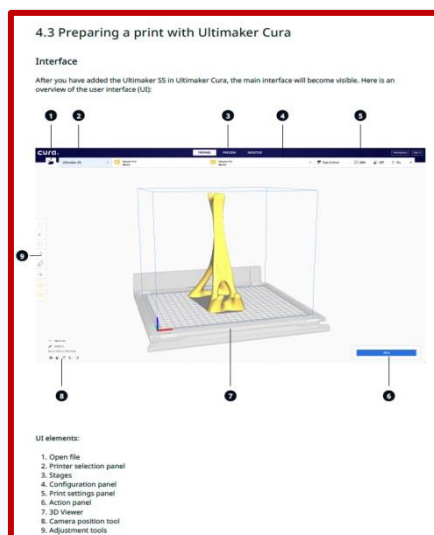 4.3 Preparing a print with Ultimaker Cura
Interface
After you have added the Ultimaker S5 in Ultimaker Cura, the main interface will become visible. Here is an
overview of the user interface (UI):
1 2 3 4 5
cura.
PREPARE PREVIEW MONITOR
Ultimaker S5
9
8 7 6
UI elements:
1. Open file
2. Printer selection panel
3. Stages
4. Configuration panel
5. Print settings panel
6. Action panel
7. 3D Viewer
8. Camera position tool
9. Adjustment tools